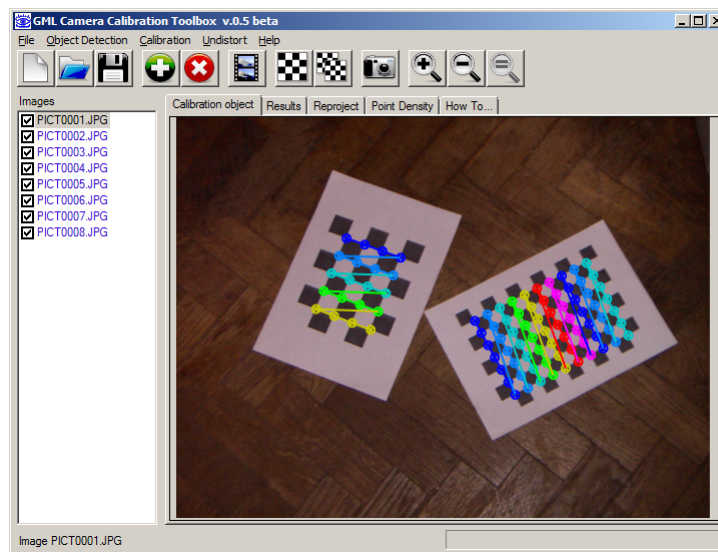 GML Camera Calibration Toolbox v.0.5 beta
File Object Detection Calibration Undistort Help
Images
Calibration object Results Reproject Point Density How To...
PICT0001.JPG
PICT0002.JPG
PICT0003.JPG
PICT0004.JPG
PICT0005.JPG
PICT0006.JPG
PICT0007.JPG
PICT0008.JPG
Image PICT0001.JPG